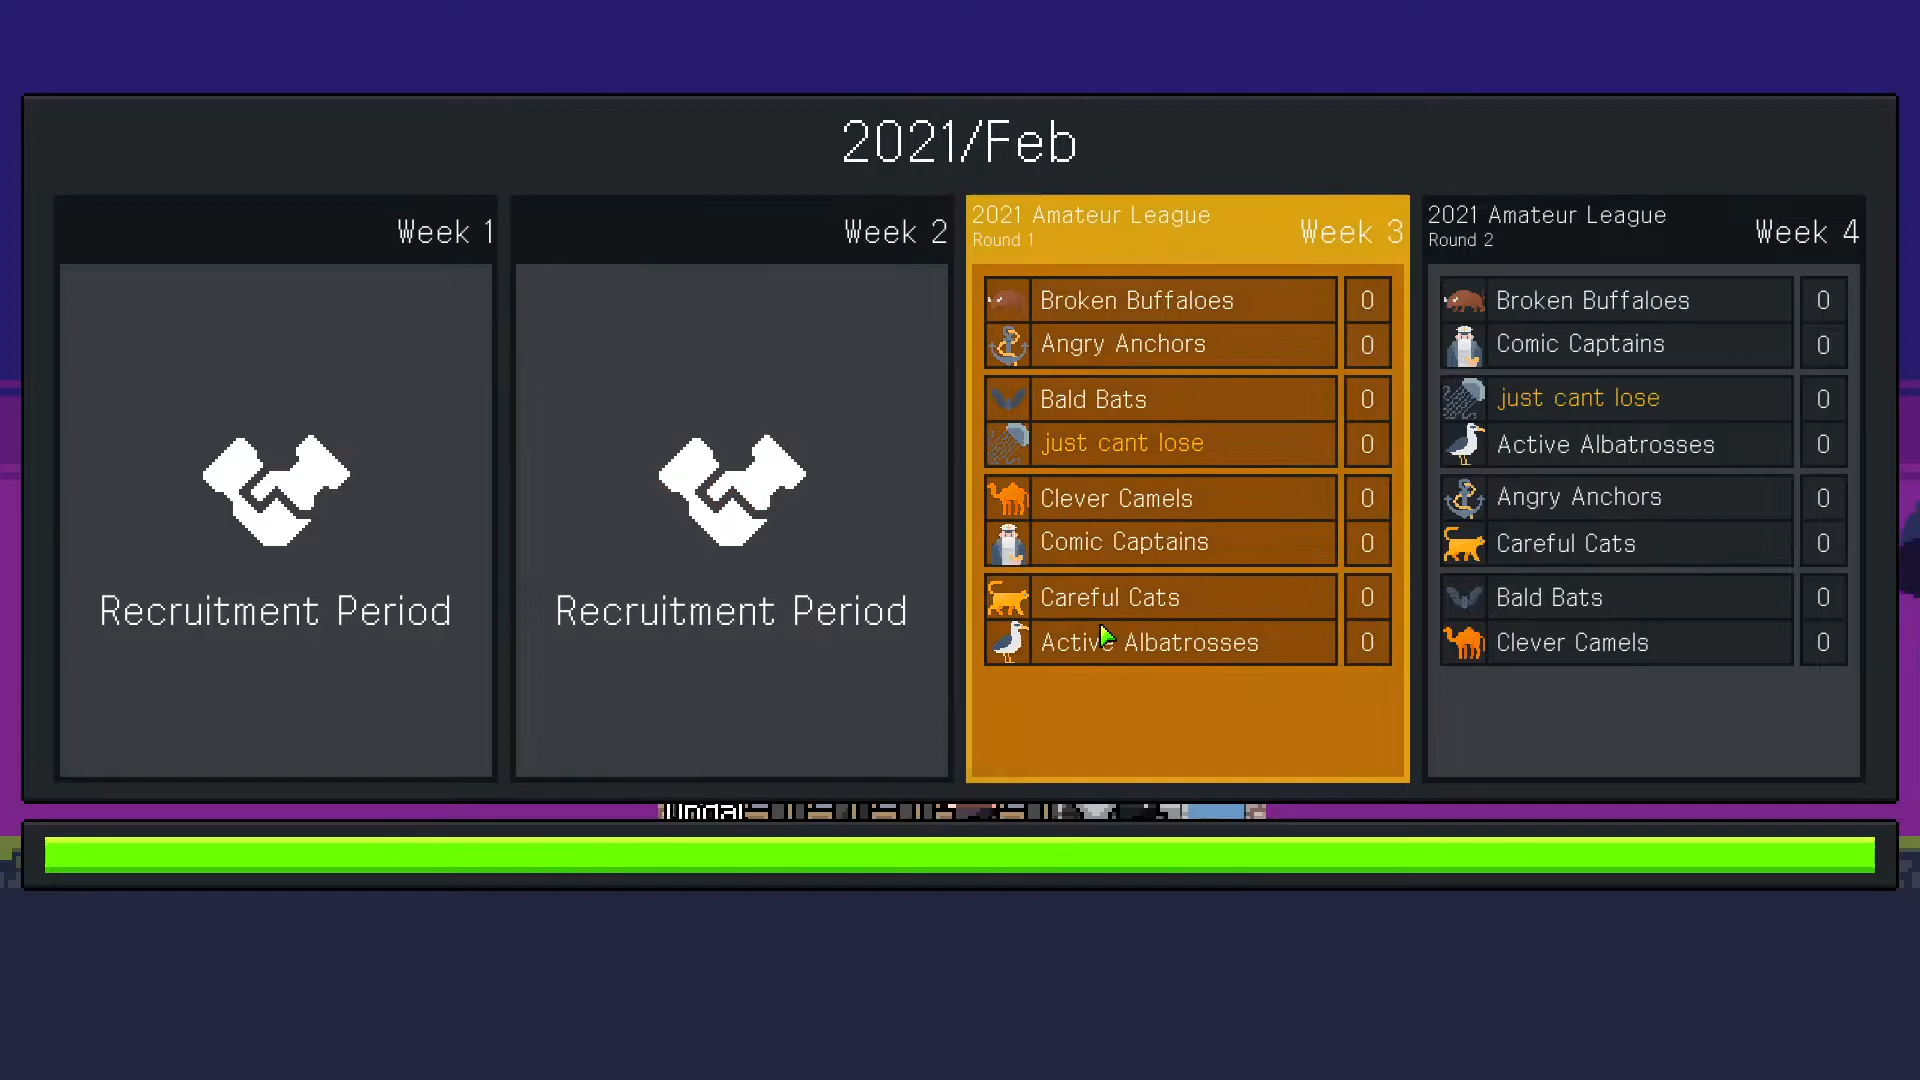 2021/Feb
Week 1
Recruitment Period
Week 2
Recruitment Period
2021 Amateur League
Round 1
Week 3
Broken Buffaloes 0
Angry Anchors 0
Bald Bats 0
just cant lose 0
Clever Camels 0
Comic Captains 0
Careful Cats 0
Active Albatrosses 0
2021 Amateur League
Round 2
Week 4
Broken Buffaloes 0
Comic Captains 0
just cant lose 0
Active Albatrosses 0
Angry Anchors 0
Careful Cats 0
Bald Bats 0
Clever Camels 0